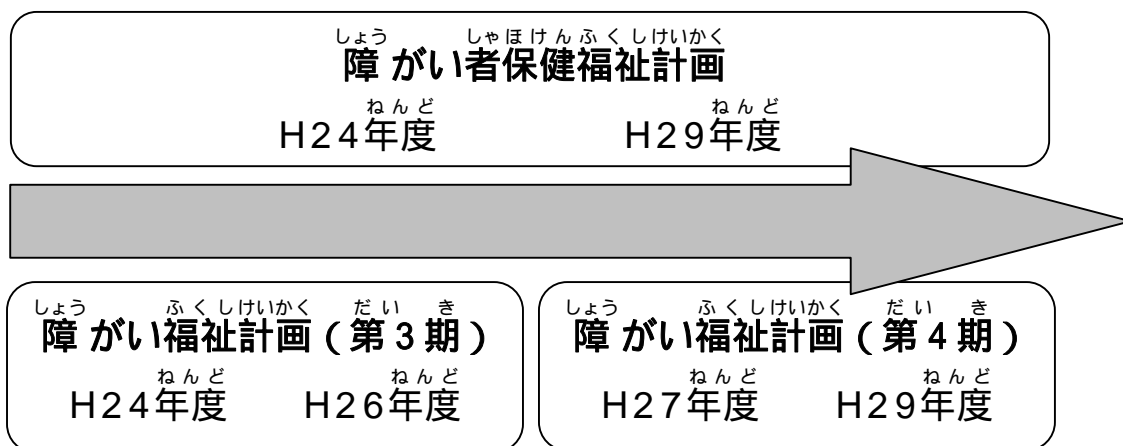 しょう しゃほけんふくしけいかく
障がい者保健福祉計画
ねんど ねんど
H24年度 H29年度
しょう ふくしけいかく だい き
障がい福祉計画(第3期)
ねんど ねんど
H24年度 H26年度
しょう ふくしけいかく だい き
障がい福祉計画(第4期)
ねんど ねんど
H27年度 H29年度